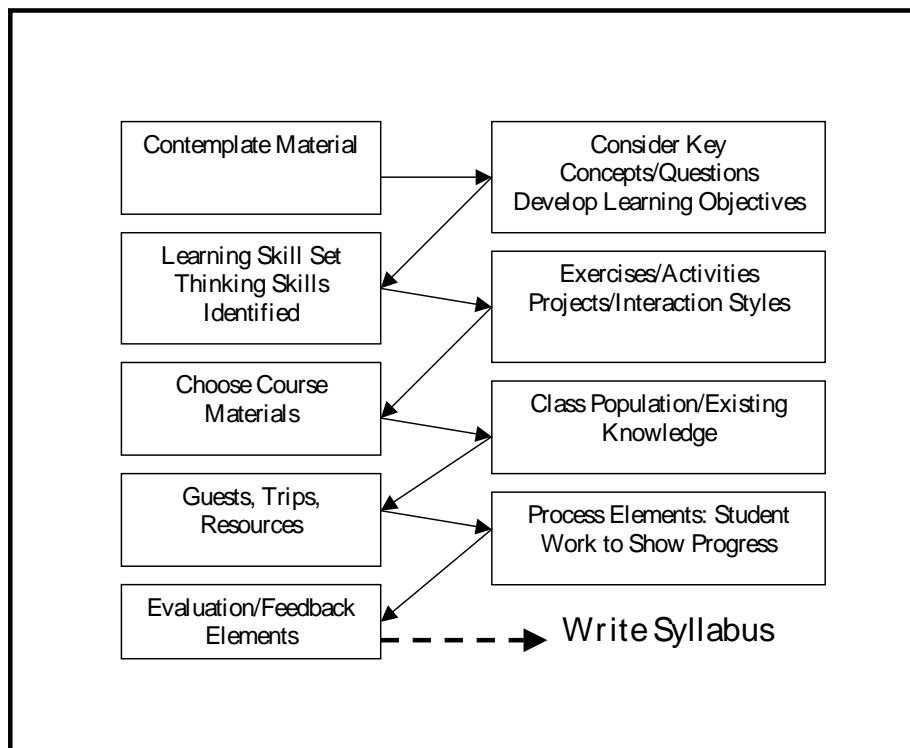 Contemplate Material
Consider Key
Concepts/Questions
Develop Learning Objectives
Learning Skill Set
Thinking Skills
Identified
Exercises/Activities
Projects/Interaction Styles
Choose Course
Materials
Class Population/Existing
Knowledge
Guests, Trips,
Resources
Process Elements: Student
Work to Show Progress
Evaluation/Feedback
Elements
Write Syllabus